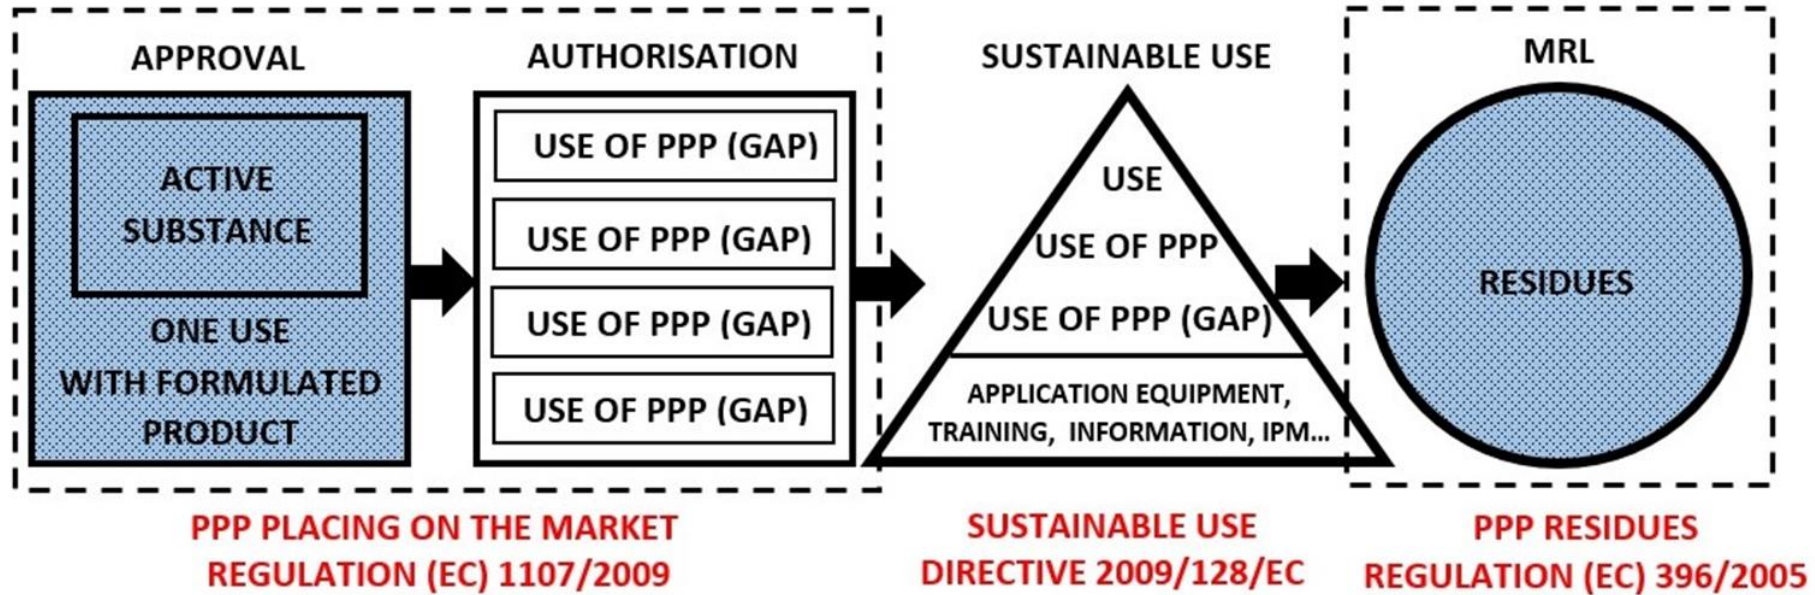 APPROVAL
ACTIVE
SUBSTANCE
ONE USE
WITH FORMULATED
PRODUCT
AUTHORISATION
USE OF PPP (GAP)
USE OF PPP (GAP)
USE OF PPP (GAP)
USE OF PPP (GAP)
SUSTAINABLE USE
USE
USE OF PPP
USE OF PPP (GAP)
APPLICATION EQUIPMENT,
TRAINING, INFORMATION, IPM...
MRL
RESIDUES
PPP PLACING ON THE MARKET
REGULATION (EC) 1107/2009
SUSTAINABLE USE
DIRECTIVE 2009/128/EC
PPP RESIDUES
REGULATION (EC) 396/2005